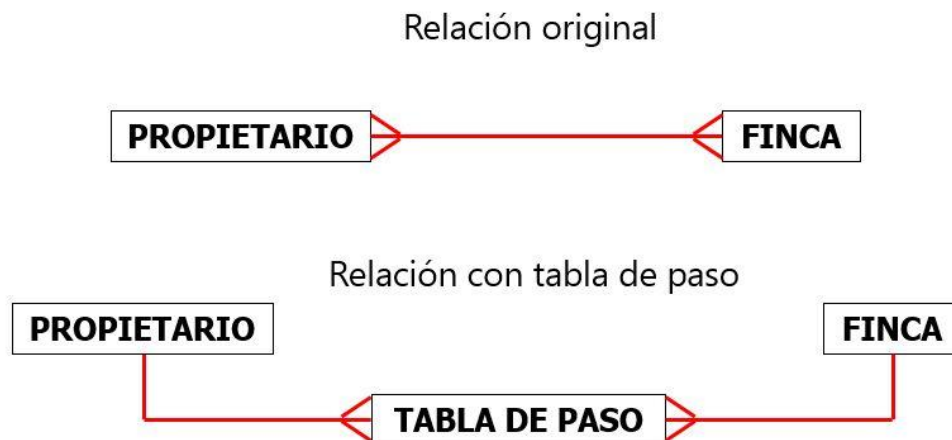 Relación original
PROPIETARIO FINCA
Relación con tabla de paso
PROPIETARIO FINCA
TABLA DE PASO